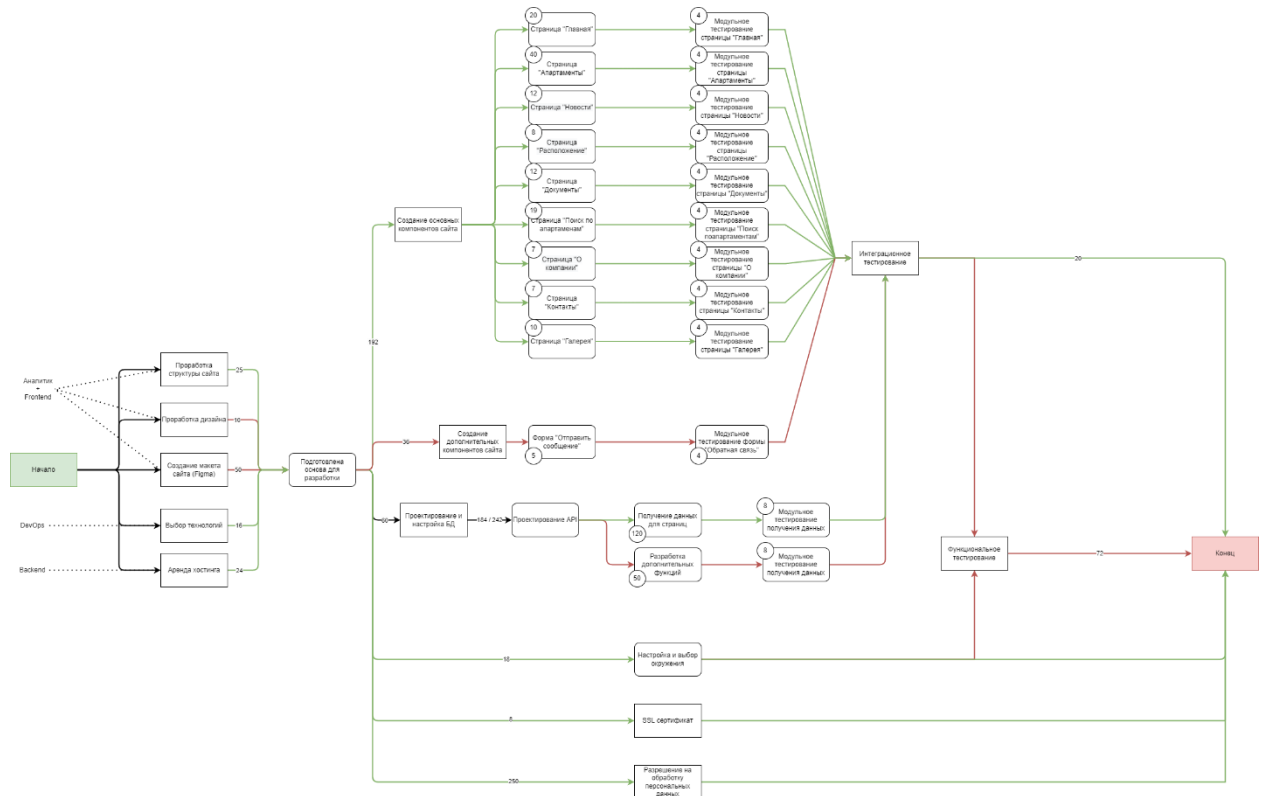 20
Страница "Главная"
4
Модульное
тестирование
страницы "Главная"
40
Страница
"Апартаменты"
4
Модульное
тестирование
страницы
"Апартаменты"
12
Страница "Новости"
4
Модульное
тестирование
страницы "Новости"
8
Страница
"Расположение"
4
Модульное
тестирование
страницы
"Расположение"
12
Страница
"Документы"
4
Модульное
тестирование
страницы "Документы"
Создание основных
компонентов сайта
19
Страница "Поиск по
апартаменам"
4
Модульное
тестирование
страницы "Поиск
поапартаментам"
7
Страница "О
компании"
4
Модульное
тестирование
страницы "О
компании"
Интеграционное
тестирование
20
7
Страница
"Контакты"
4
Модульное
тестирование
страницы "Контакты"
10
Страница "Галерея"
4
Модульное
тестирование
страницы "Галерея"
Аналитик
+
Frontend
Проработка
структуры сайта
25
Проработка дизайна
Создание
дополнительных
компонентов сайта
Форма "Отправить
сообщение"
5
Модульное
тестирование формы
"Обратная связь"
4
Начало
Создание макета
сайта (Figma)
Подготовлена
основа для
разработки
DevOps
Выбор технологий
16
Проектирование и
настройка БД
184 / 242
Проектирование API
Получение данных
для страниц
120
8
Модульное
тестирование
получения данных
Backend
Аренда хостинга
24
Разработка
дополнительных
функций
50
8
Модульное
тестирование
получения данных
Функциональное
тестирование
72
Конец
18
Настройка и выбор
окружения
SSL сертификат
250
Разрешение на
обработку
персональных
данных